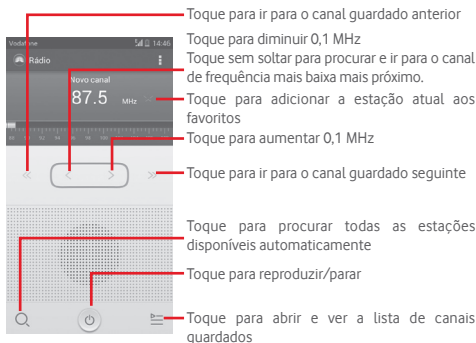 Toque para ir para o canal guardado anterior
Vodafone 14:46
Toque para diminuir 0,1 MHz
Rádio
Toque sem soltar para procurar e ir para o canal
de frequência mais baixa mais próximo.
Novo canal
87.5 MHz
Toque para adicionar a estação atual aos
favoritos
Toque para aumentar 0,1 MHz
Toque para ir para o canal guardado seguinte
Toque para procurar todas as estações
disponíveis automaticamente
Toque para reproduzir/parar
Toque para abrir e ver a lista de canais
guardados